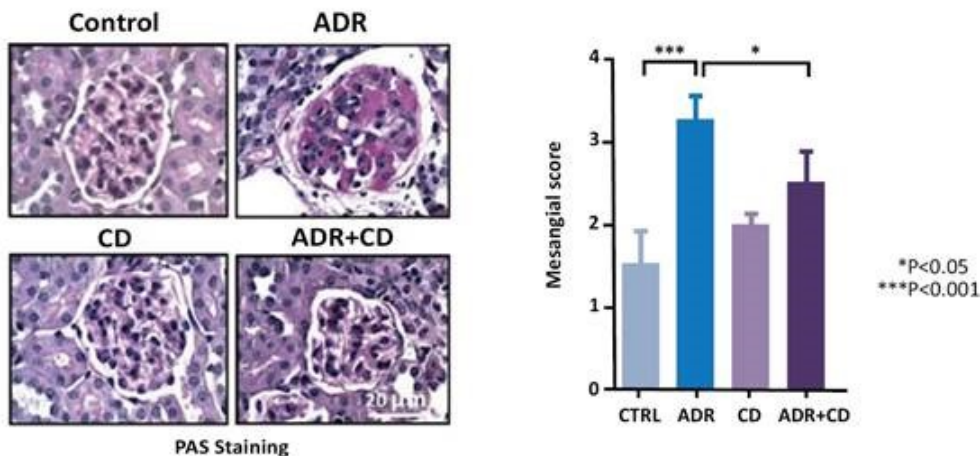 Control
ADR
CD
ADR+CD
20 μm
PAS Staining
Mesangial score
4
3
2
1
0
***
*
CTRL
ADR
CD
ADR+CD
*P<0.05
***P<0.001